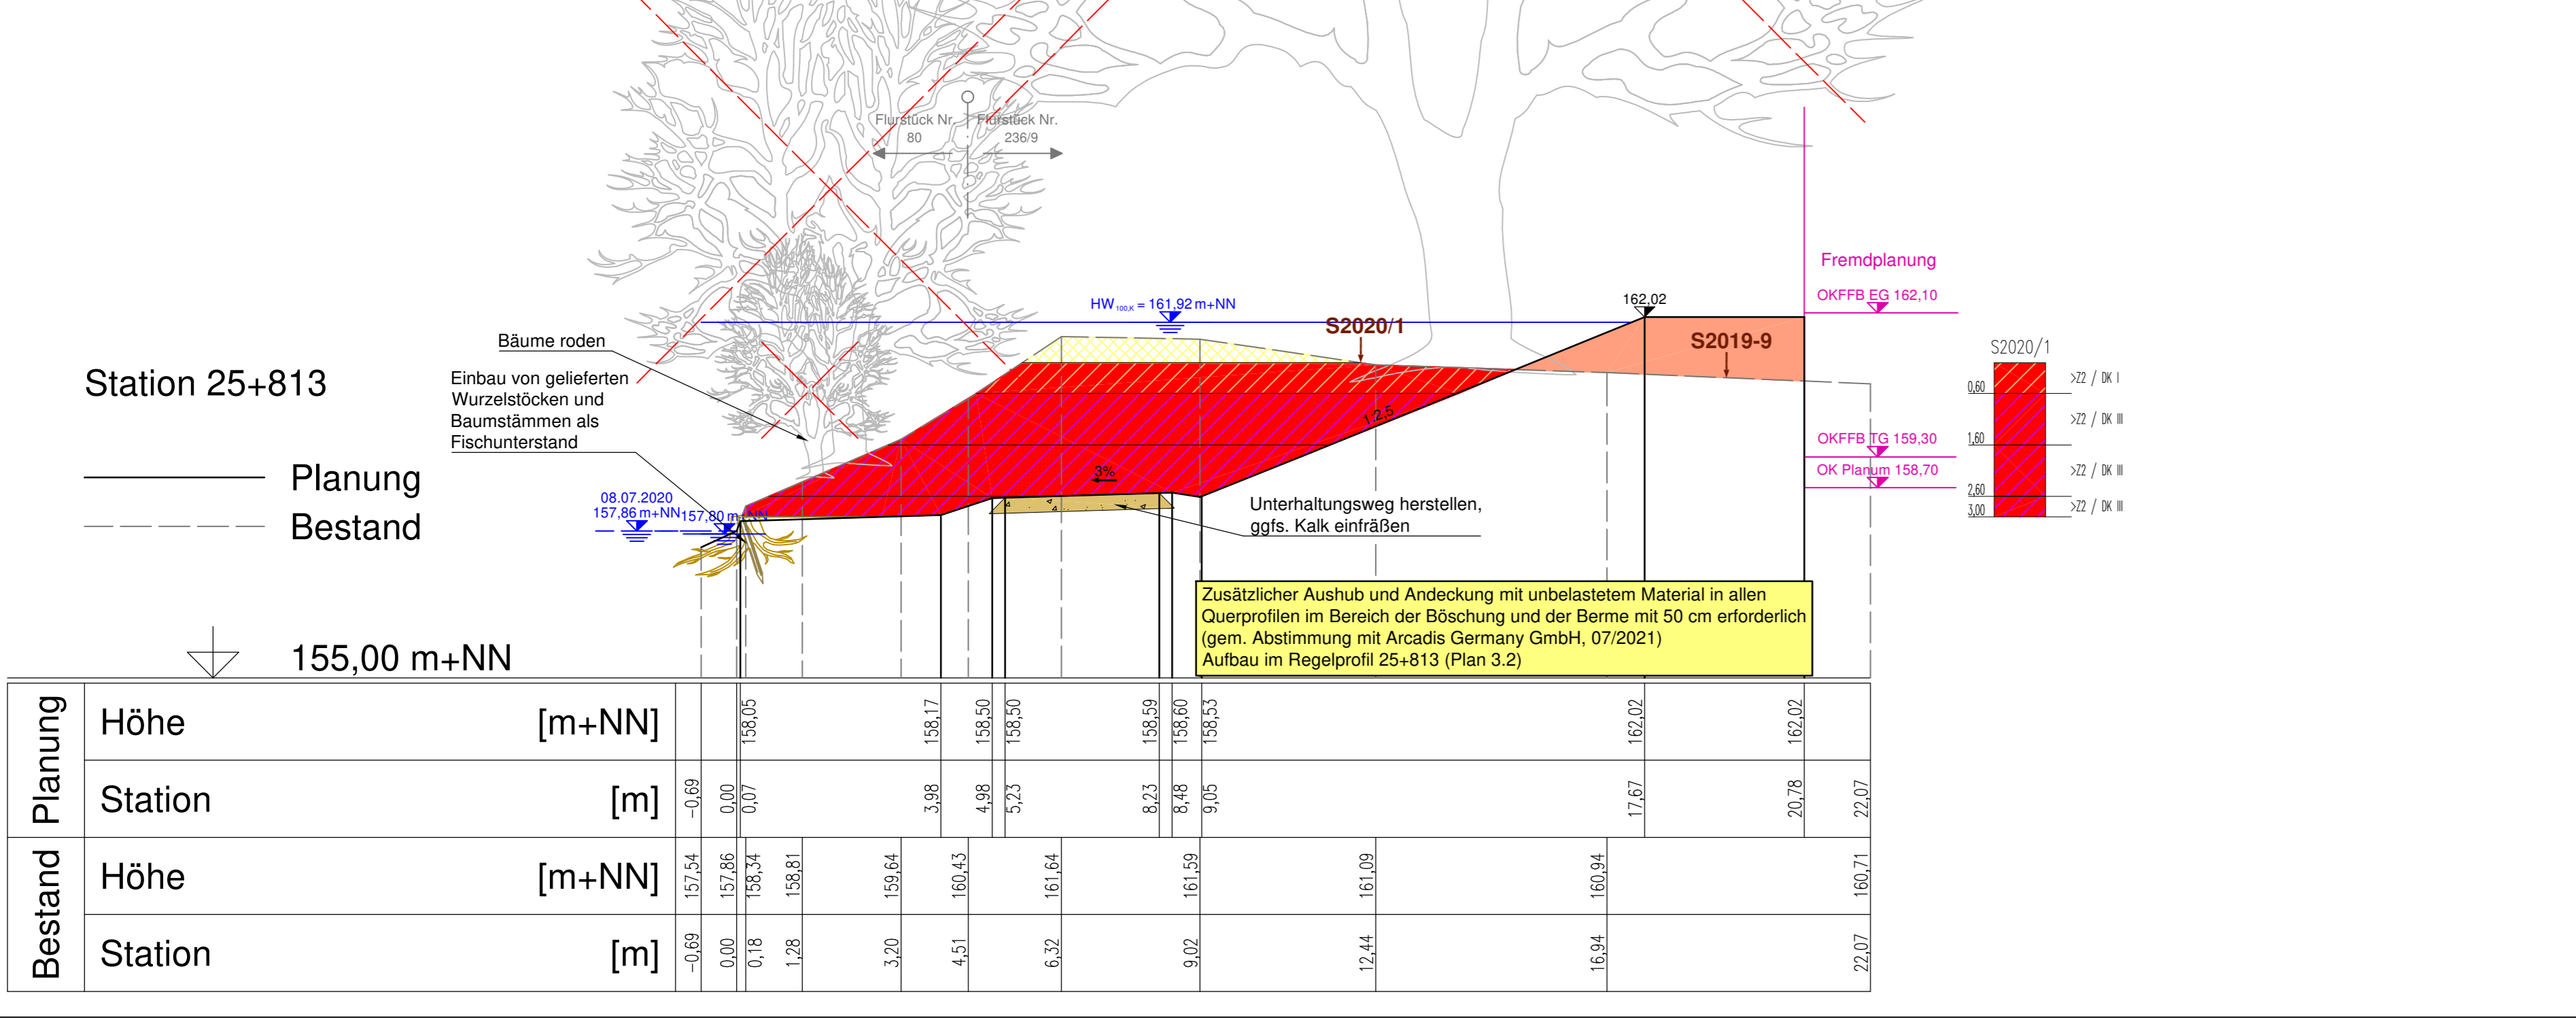 Flurstück Nr.
80
Flurstück Nr.
236/9
Fremdplanung
OKFFB EG 162,10
HW100,K = 161,92 m+NN
162,02
S2020/1
S2019-9
Bäume roden
Station 25+813
Einbau von gelieferten
Wurzelstöcken und
Baumstämmen als
Fischunterstand
1:2,5
S2020/1
0,60
>Z2 / DK I
>Z2 / DK III
1,60
>Z2 / DK III
2,60
>Z2 / DK III
3,00
OKFFB TG 159,30
OK Planum 158,70
Planung
Bestand
3%
08.07.2020
157,86 m+NN
157,80 m+NN
Unterhaltungsweg herstellen,
ggfs. Kalk einfräßen
Zusätzlicher Aushub und Andeckung mit unbelastetem Material in allen
Querprofilen im Bereich der Böschung und der Berme mit 50 cm erforderlich
(gem. Abstimmung mit Arcadis Germany GmbH, 07/2021)
Aufbau im Regelprofil 25+813 (Plan 3.2)
155,00 m+NN
Planung
Höhe [m+NN] 158,05 158,17 158,50 158,50 158,59 158,60 158,53 162,02 162,02
Station [m] -0,69 0,00 0,07 3,98 4,98 5,23 8,23 8,48 9,05 17,67 20,78 22,07
Bestand
Höhe [m+NN] 157,54 157,86 158,34 158,81 159,64 160,43 161,64 161,59 161,09 160,94 160,71
Station [m] -0,69 0,00 0,18 1,28 3,20 4,51 6,32 9,02 12,44 16,94 22,07